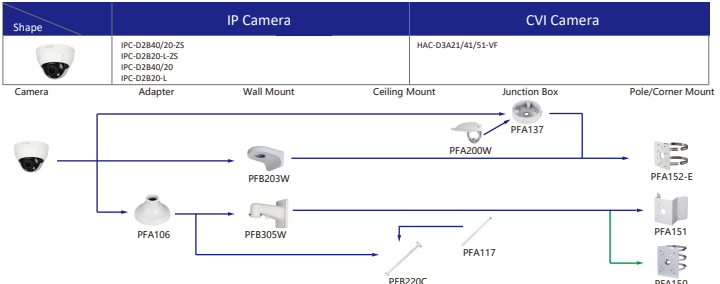 Shape
IP Camera
CVI Camera
IPC-D2B40/20-ZS
IPC-D2B20-L-ZS
IPC-D2B40/20
IPC-D2B20-L
HAC-D3A21/41/51-VF
Camera
Adapter
Wall Mount
Ceiling Mount
Junction Box
Pole/Corner Mount
PFA137
PFA200W
PFB203W
PFA152-E
PFA106
PFB305W
PFA117
PFA151
PFB220C
PFA150